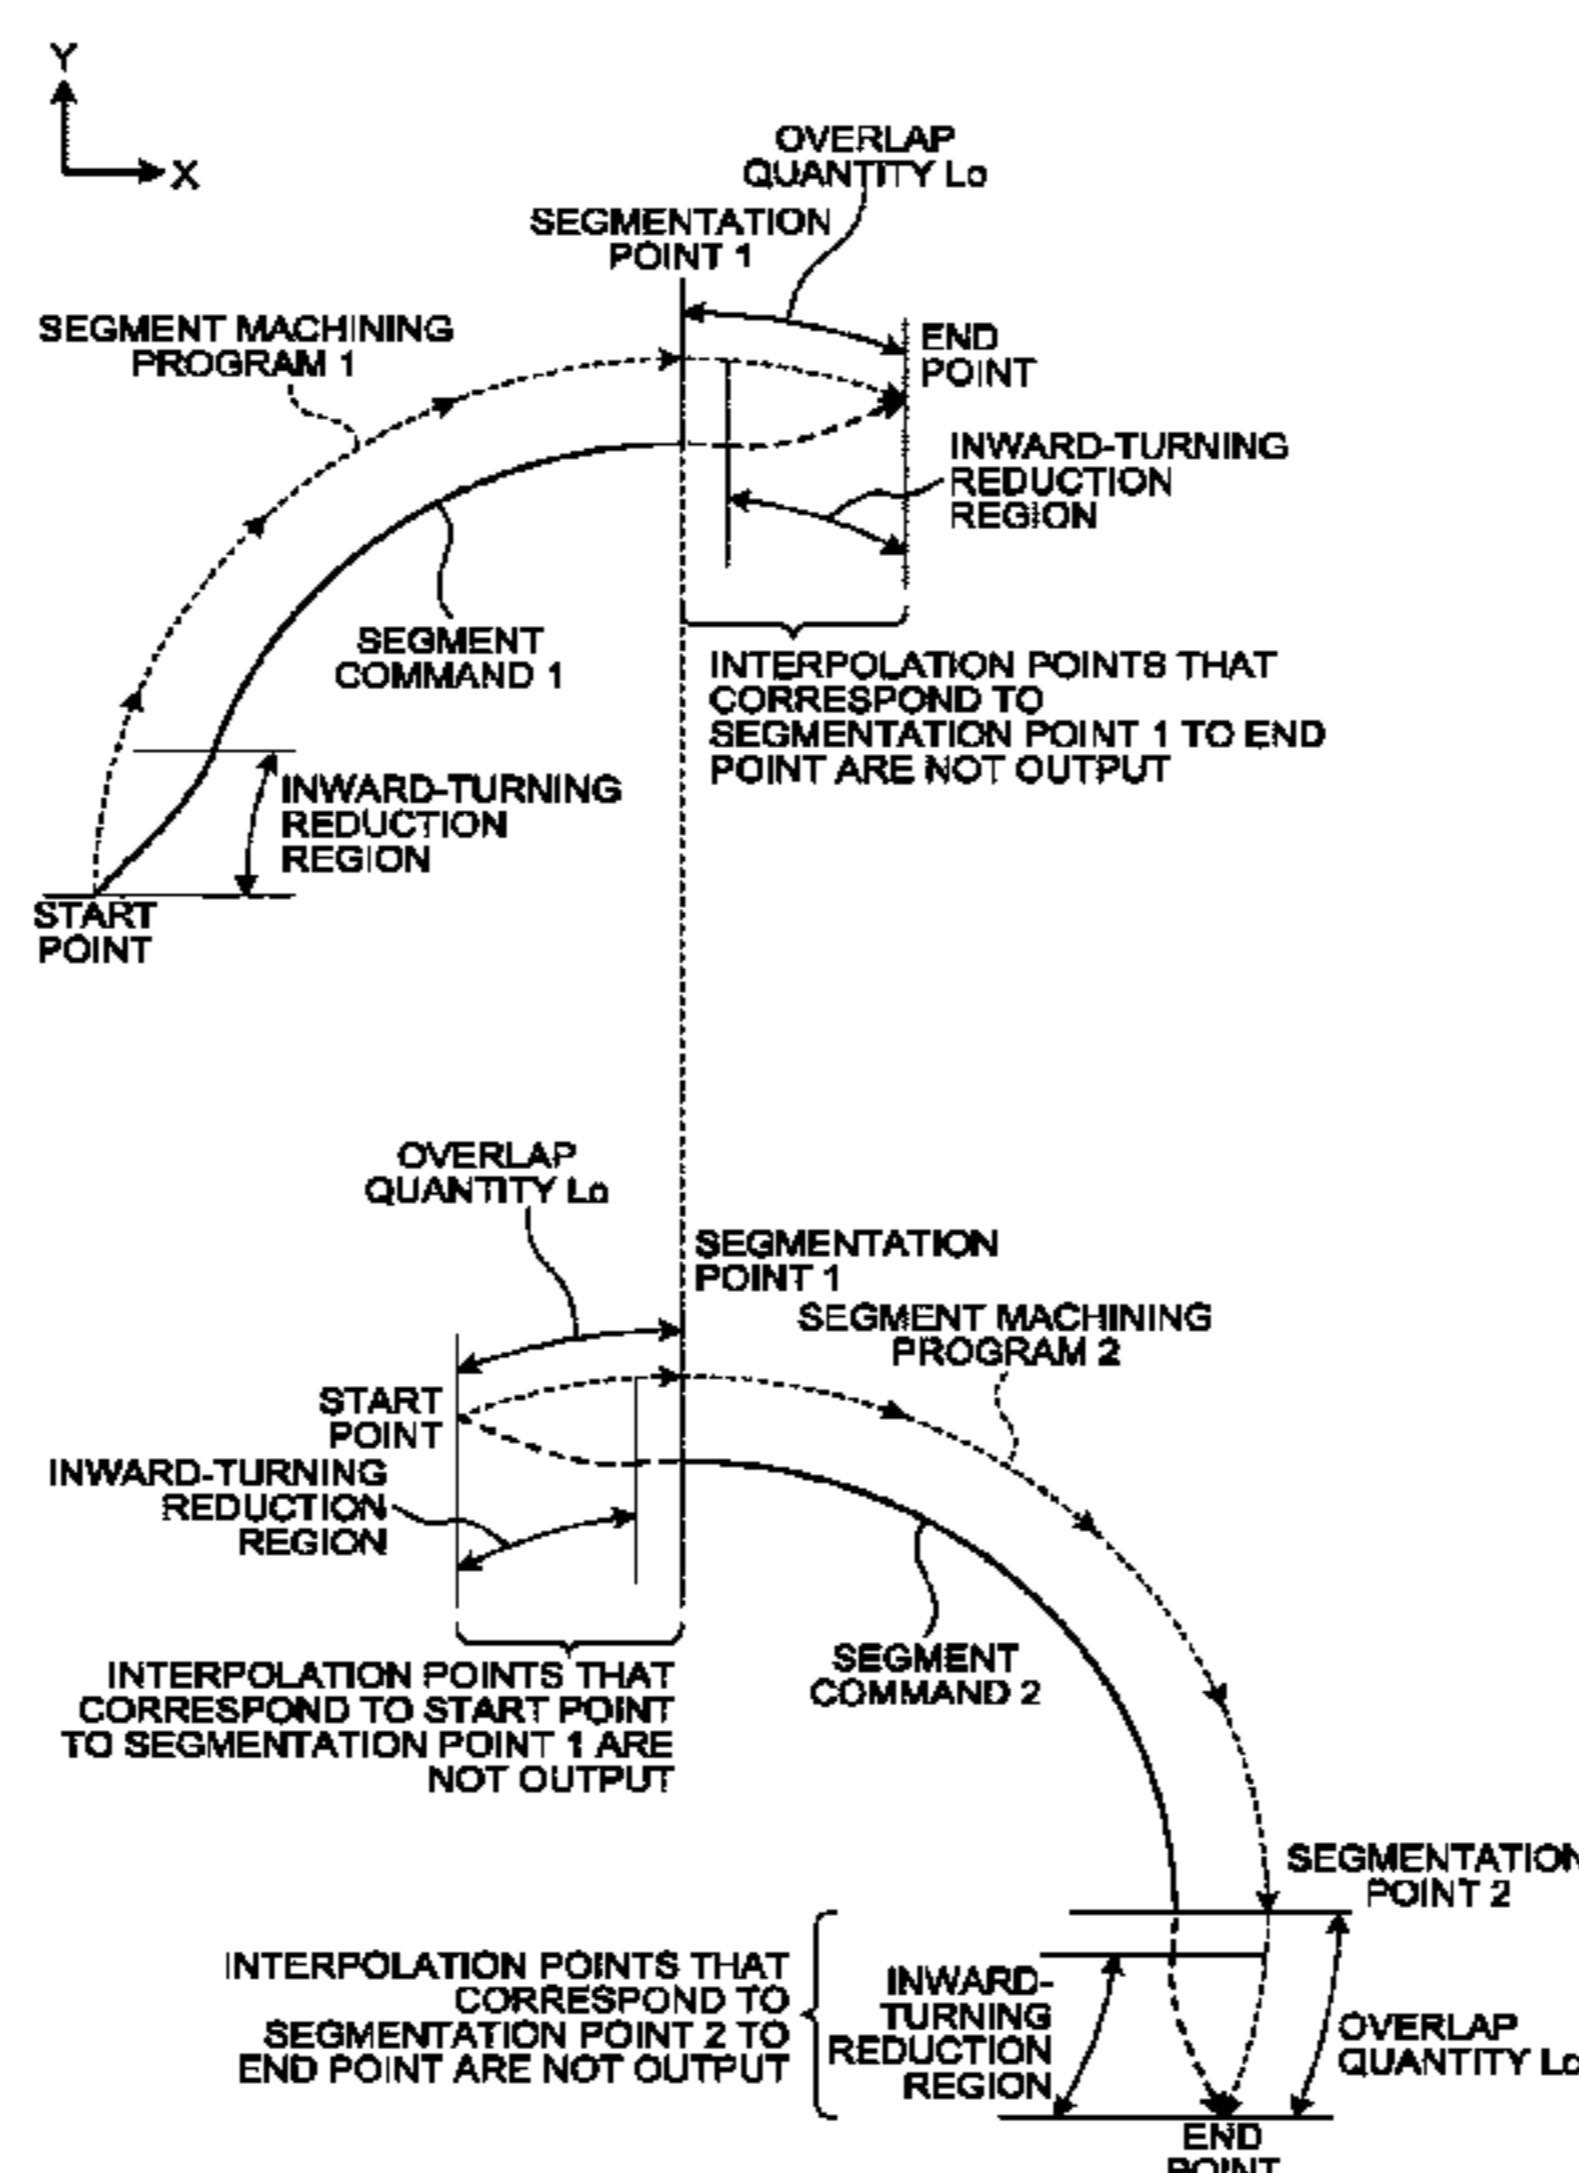 Y
X
OVERLAP
QUANTITY Lo
SEGMENTATION
POINT 1
SEGMENT MACHINING
PROGRAM 1
END
POINT
INWARD-TURNING
REDUCTION
REGION
SEGMENT
COMMAND 1
INTERPOLATION POINTS THAT
CORRESPOND TO
SEGMENTATION POINT 1 TO END
POINT ARE NOT OUTPUT
INWARD-TURNING
REDUCTION
REGION
START
POINT
OVERLAP
QUANTITY Lo
SEGMENTATION
POINT 1
SEGMENT MACHINING
PROGRAM 2
START
POINT
INWARD-TURNING
REDUCTION
REGION
SEGMENT
COMMAND 2
INTERPOLATION POINTS THAT
CORRESPOND TO START POINT
TO SEGMENTATION POINT 1 ARE
NOT OUTPUT
SEGMENTATION
POINT 2
INTERPOLATION POINTS THAT
CORRESPOND TO
SEGMENTATION POINT 2 TO
END POINT ARE NOT OUTPUT
INWARD-
TURNING
REDUCTION
REGION
OVERLAP
QUANTITY Lo
END
POINT